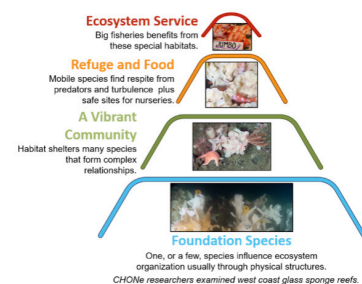 Ecosystem Service
Big fisheries benefits from
these special habitats.
JUMBO
Refuge and Food
Mobile species find respite from
predators and turbulence plus
safe sites for nurseries.
A Vibrant
Community
Habitat shelters many species
that form complex
relationships.
Foundation Species
One, or a few, species influence ecosystem
organization usually through physical structures.
CHONe researchers examined west coast glass sponge reefs.